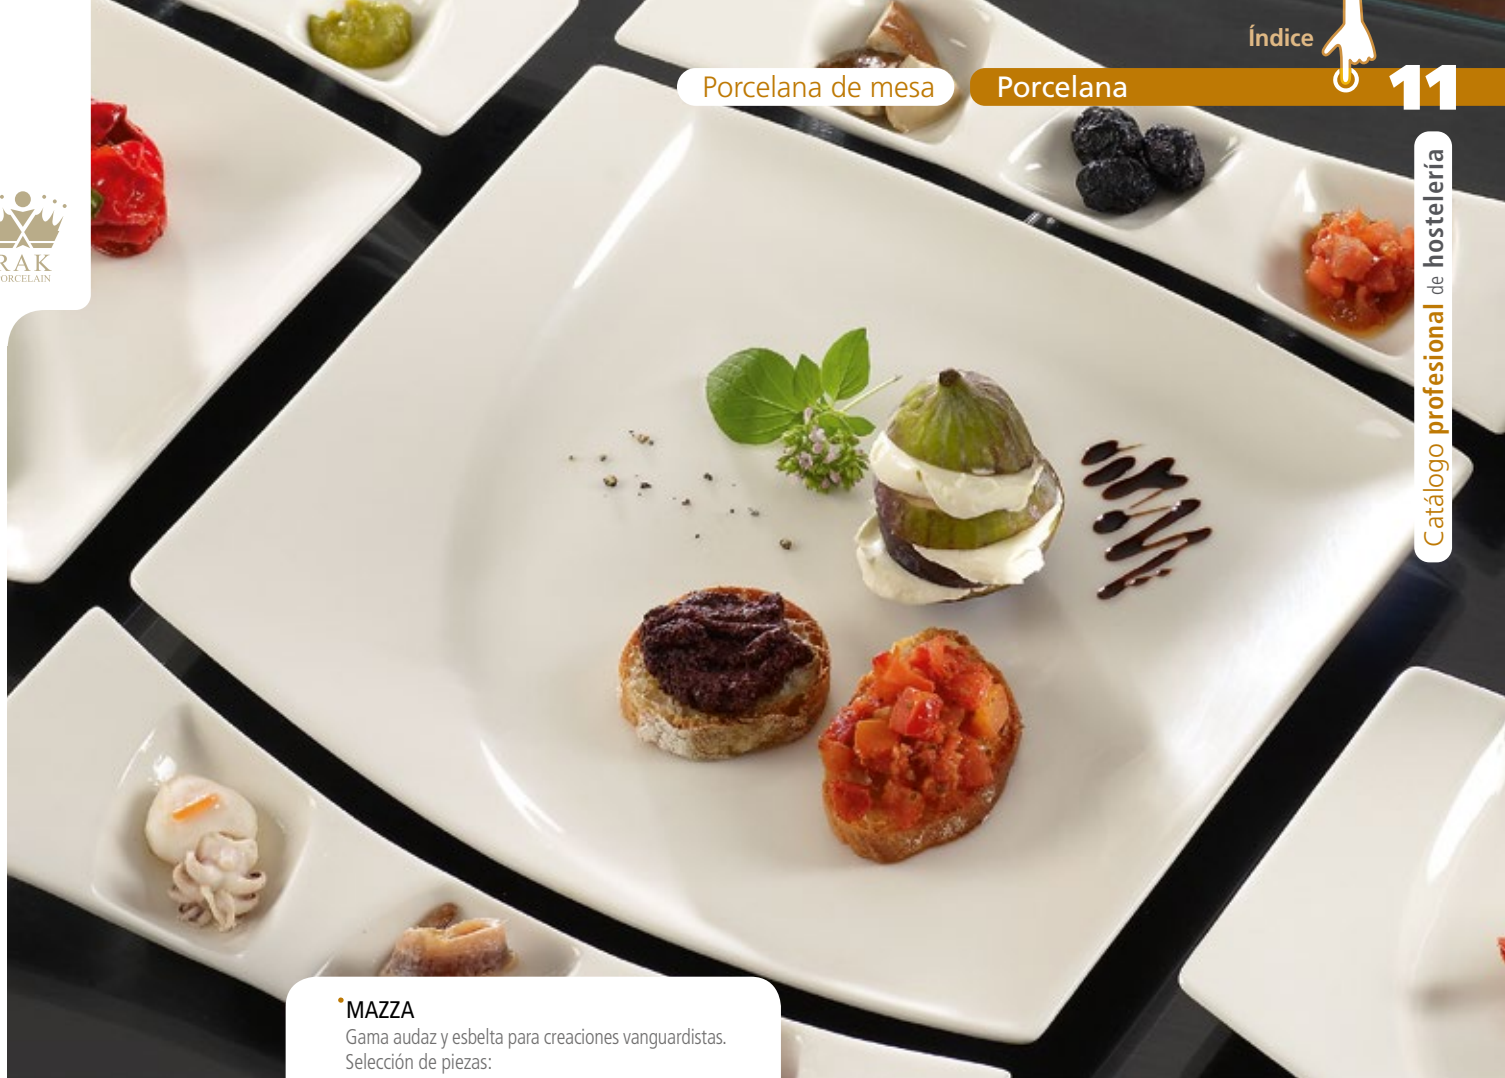 Índice
Porcelana de mesa
Porcelana
11
Catálogo profesional de hostelería
RAK
PORCELAIN
MAZZA
Gama audaz y esbelta para creaciones vanguardistas.
Selección de piezas: